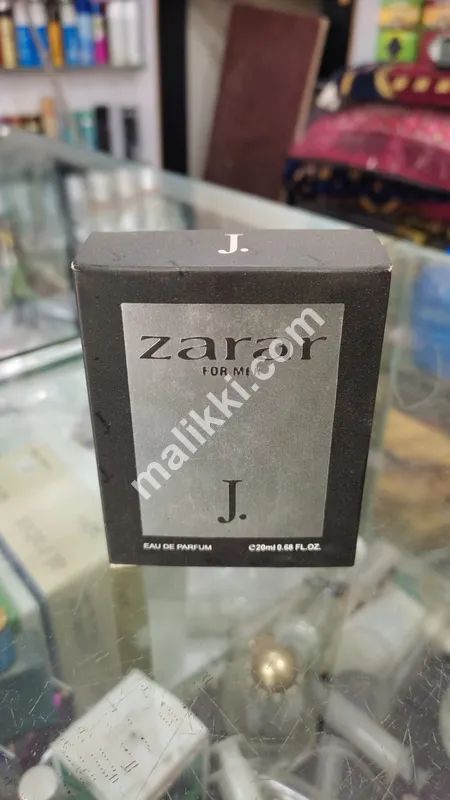 J.
zarar
FOR MEN
malikki.com
J.
EAU DE PARFUM
℮20ml 0.68 FL.OZ.